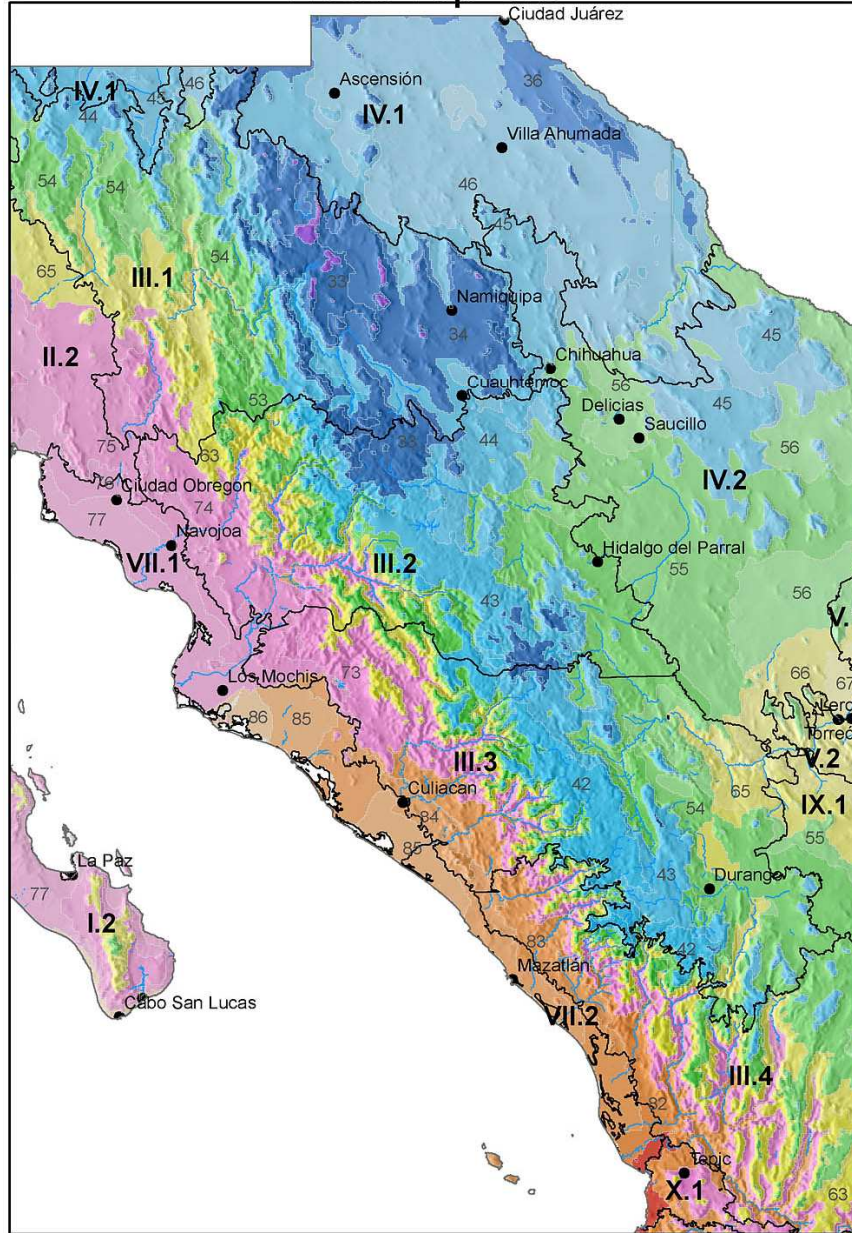 Ciudad Juárez
IV.1
45
46
44
Ascensión
IV.1
36
Villa Ahumada
54
54
46
45
65
III.1
54
33
Namiquipa
34
45
II.2
Chihuahua
Cuauhtemoc
53
56
Delicias
45
Saucillo
56
33
44
75
63
IV.2
Ciudad Obregon
77
74
Navojoa
VII.1
III.2
Hidalgo del Parral
55
43
56
V.
66
67
Los Mochis
73
86
85
Torreó
V.2
III.3
42
65
IX.1
Culiacan
84
54
85
55
La Paz
77
43
Durango
I.2
83
42
Mazatlán
Cabo San Lucas
VII.2
III.4
82
Tepic
X.1
63